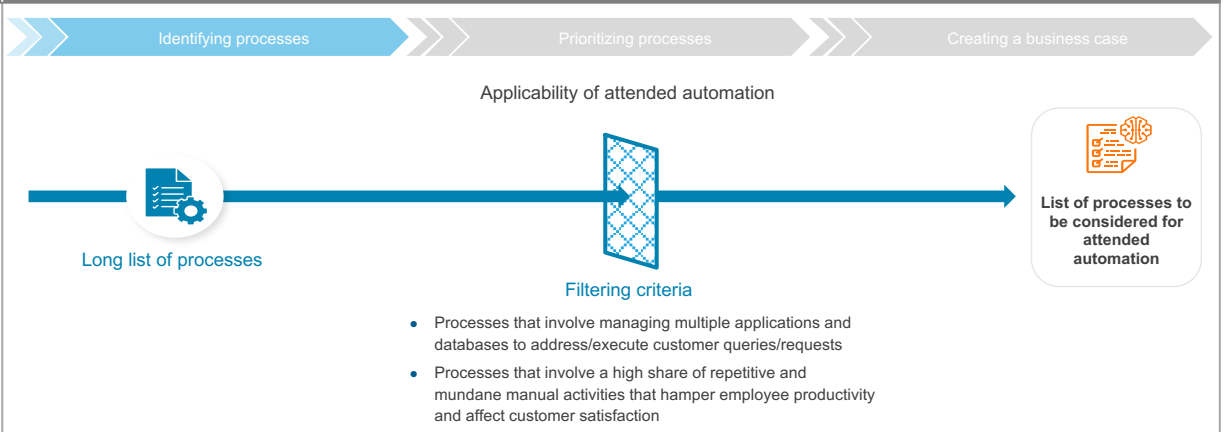 Identifying processes
Prioritizing processes
Creating a business case
Applicability of attended automation
Long list of processes
Filtering criteria
• Processes that involve managing multiple applications and
databases to address/execute customer queries/requests
• Processes that involve a high share of repetitive and
mundane manual activities that hamper employee productivity
and affect customer satisfaction
List of processes to
be considered for
attended
automation